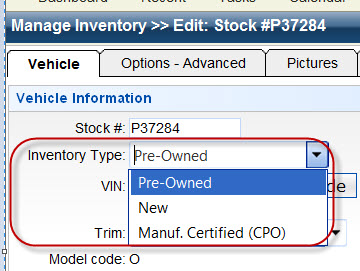 Dashboard Recent Tasks Calendar
Manage Inventory >> Edit: Stock #P37284
Vehicle Options - Advanced Pictures
Vehicle Information
Stock #: P37284
Inventory Type: Pre-Owned
Pre-Owned
VIN: de
New
Trim: Manuf. Certified (CPO)
Model code: O